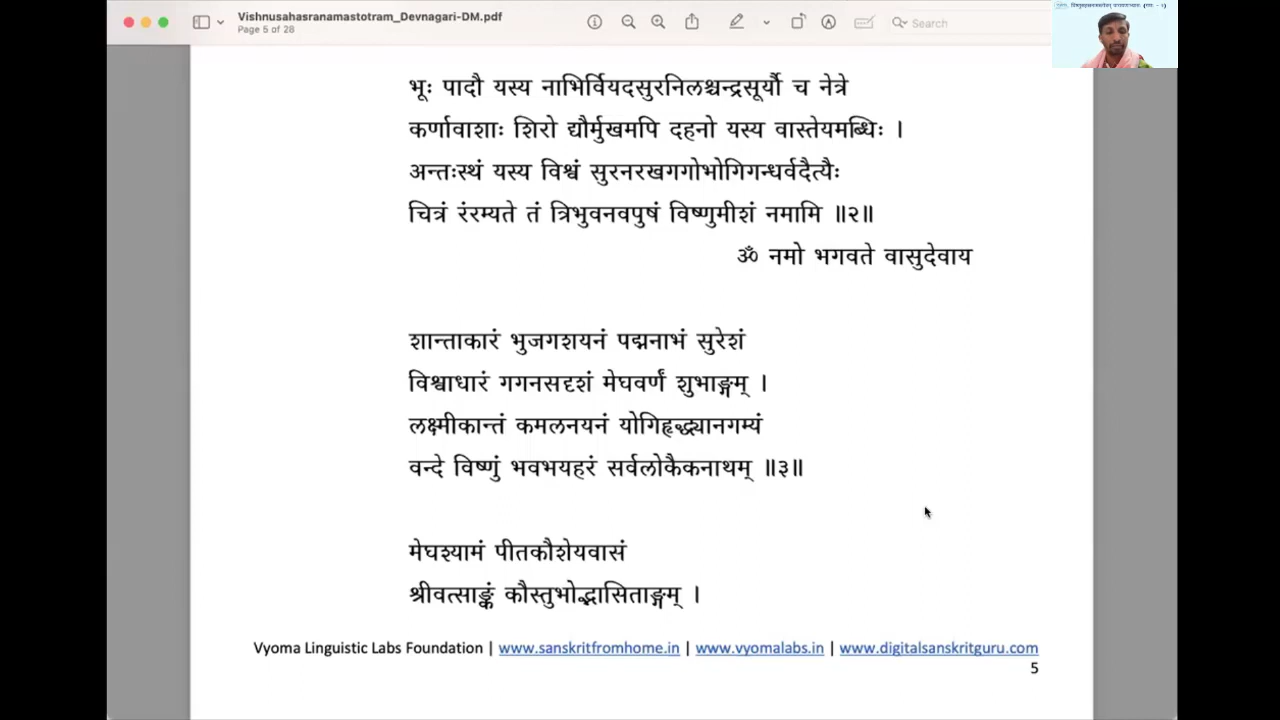 Vishnusahasranamastotram_Devnagari-DM.pdf
Page 5 of 28
Search
भूः पादौ यस्य नाभिर्वियदसुरनिलश्चन्द्रसूर्यौ च नेत्रे
कर्णावाशाः शिरो द्यौर्मुखमपि दहनो यस्य वास्तेयमब्धिः ।
अन्तःस्थं यस्य विश्वं सुरनरखगगोभोगिगन्धर्वदैत्यैः
चित्रं रंरम्यते तं त्रिभुवनवपुषं विष्णुमीशं नमामि ॥२॥
ॐ नमो भगवते वासुदेवाय
शान्ताकारं भुजगशयनं पद्मनाभं सुरेशं
विश्वाधारं गगनसदृशं मेघवर्णं शुभाङ्गम् ।
लक्ष्मीकान्तं कमलनयनं योगिहृद्ध्यानगम्यं
वन्दे विष्णुं भवभयहरं सर्वलोकैकनाथम् ॥३॥
मेघश्यामं पीतकौशेयवासं
श्रीवत्साङ्कं कौस्तुभोद्भासिताङ्गम् ।
Vyoma Linguistic Labs Foundation | www.sanskritfromhome.in | www.vyomalabs.in | www.digitalsanskritguru.com
5